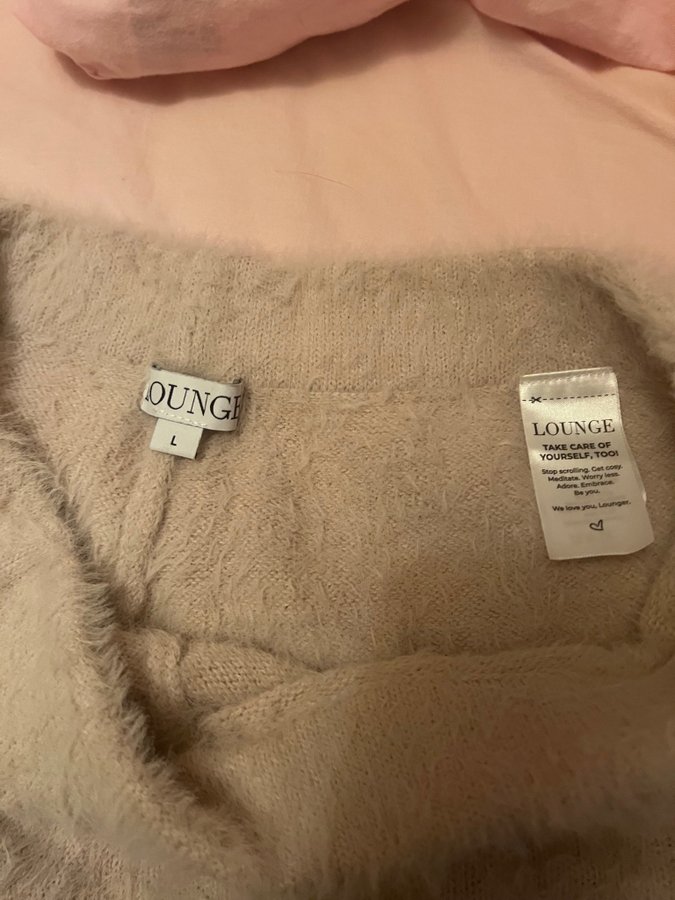 LOUNGE
L
LOUNGE
TAKE CARE OF
YOURSELF, TOO!
Stop scrolling. Get cosy.
Meditate. Worry less.
Adore. Embrace.
Be you.
We love you, Lounger.